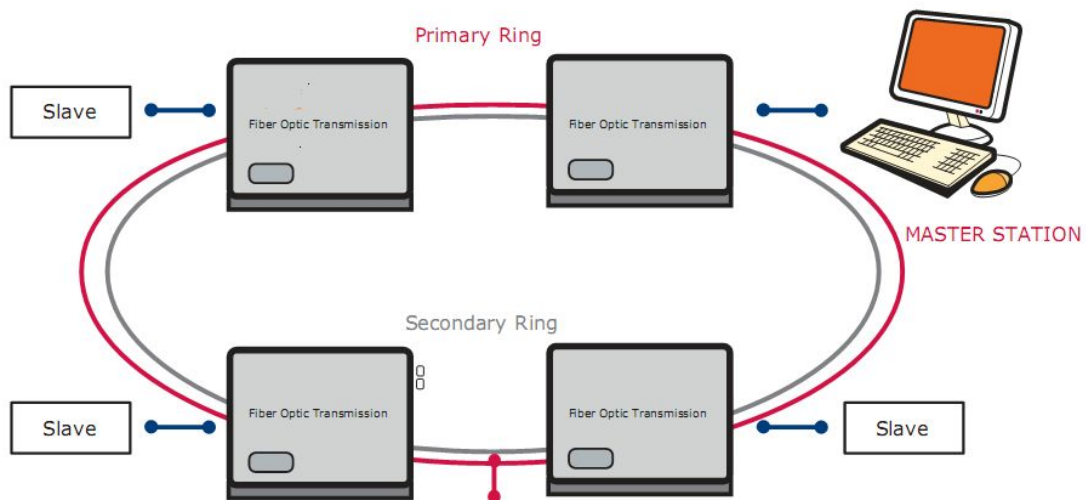 Primary Ring
Slave
Fiber Optic Transmission
Fiber Optic Transmission
MASTER STATION
Secondary Ring
Slave
Fiber Optic Transmission
Fiber Optic Transmission
Slave